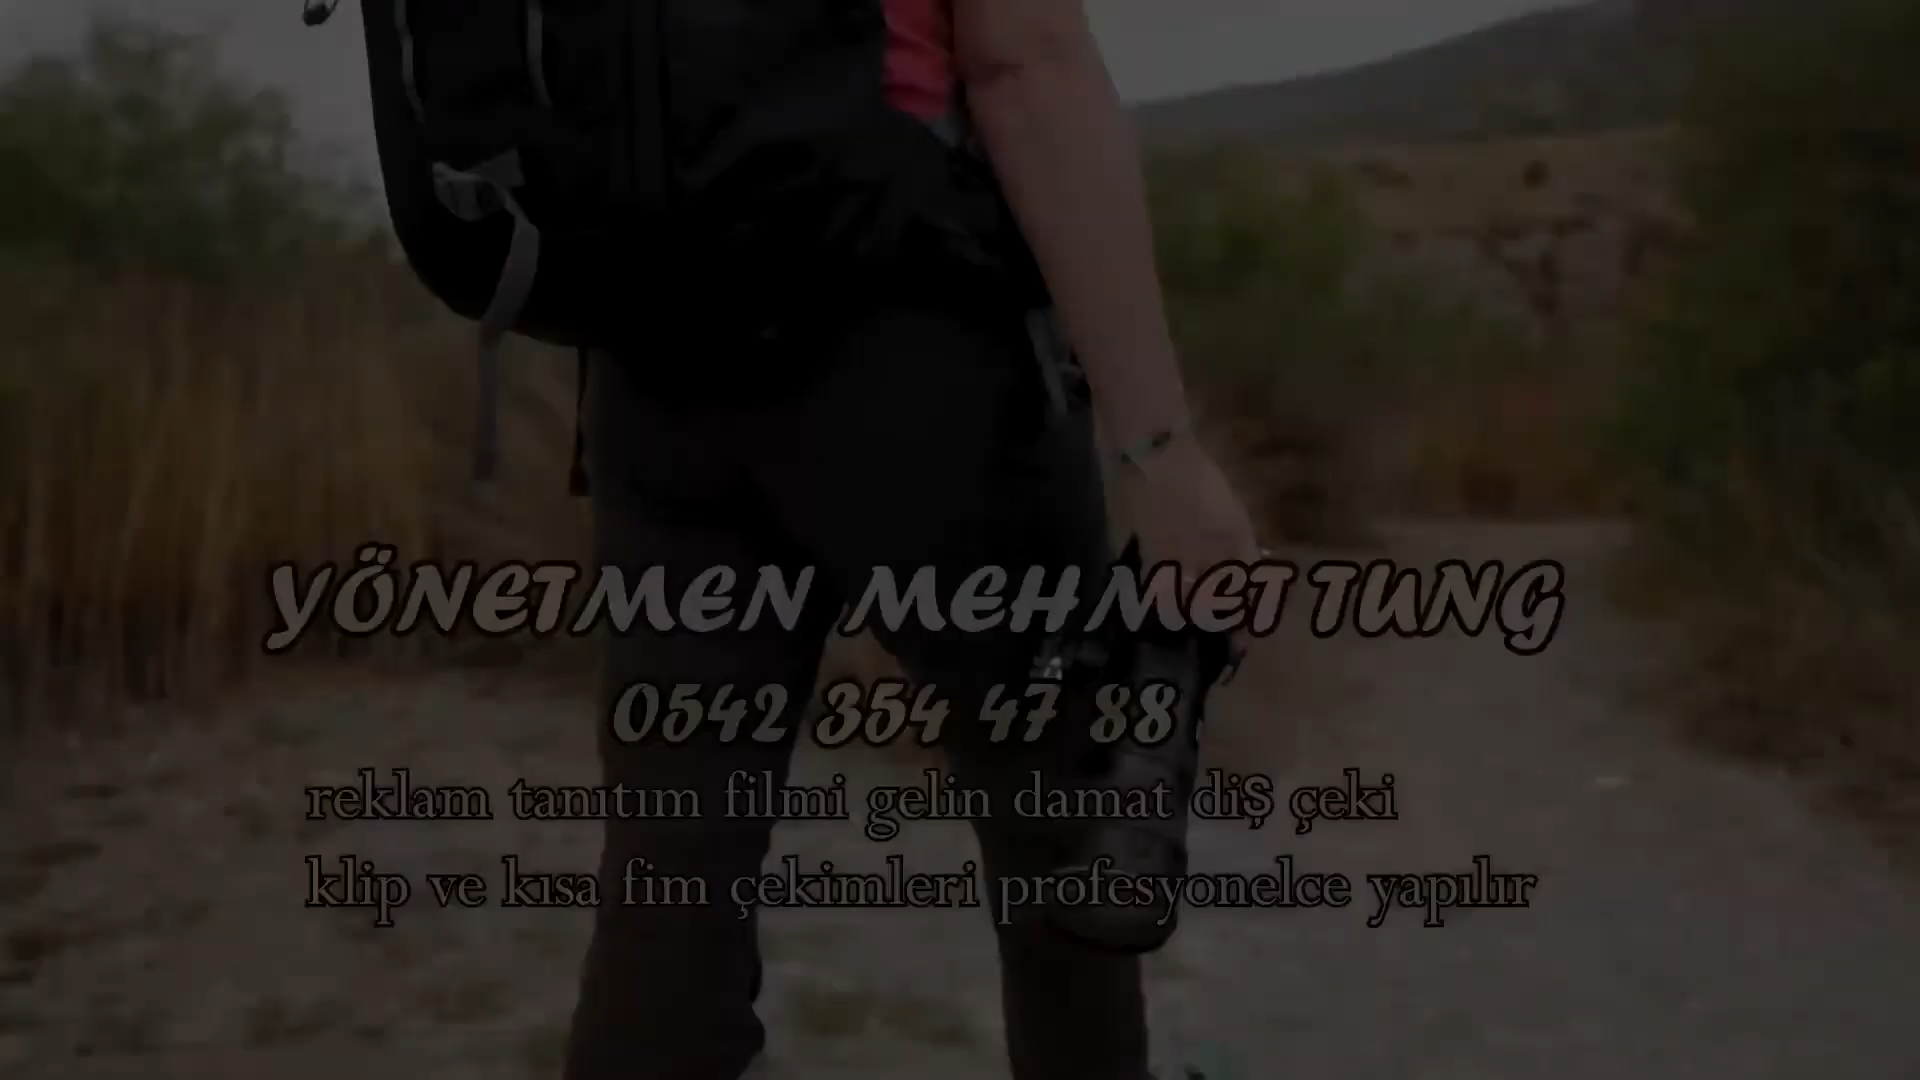 YÖNETMEN MEHMET TUNG
0542 354 47 88
reklam tanıtım filmi gelin damat diş çeki
klip ve kısa fim çekimleri profesyonelce yapılır